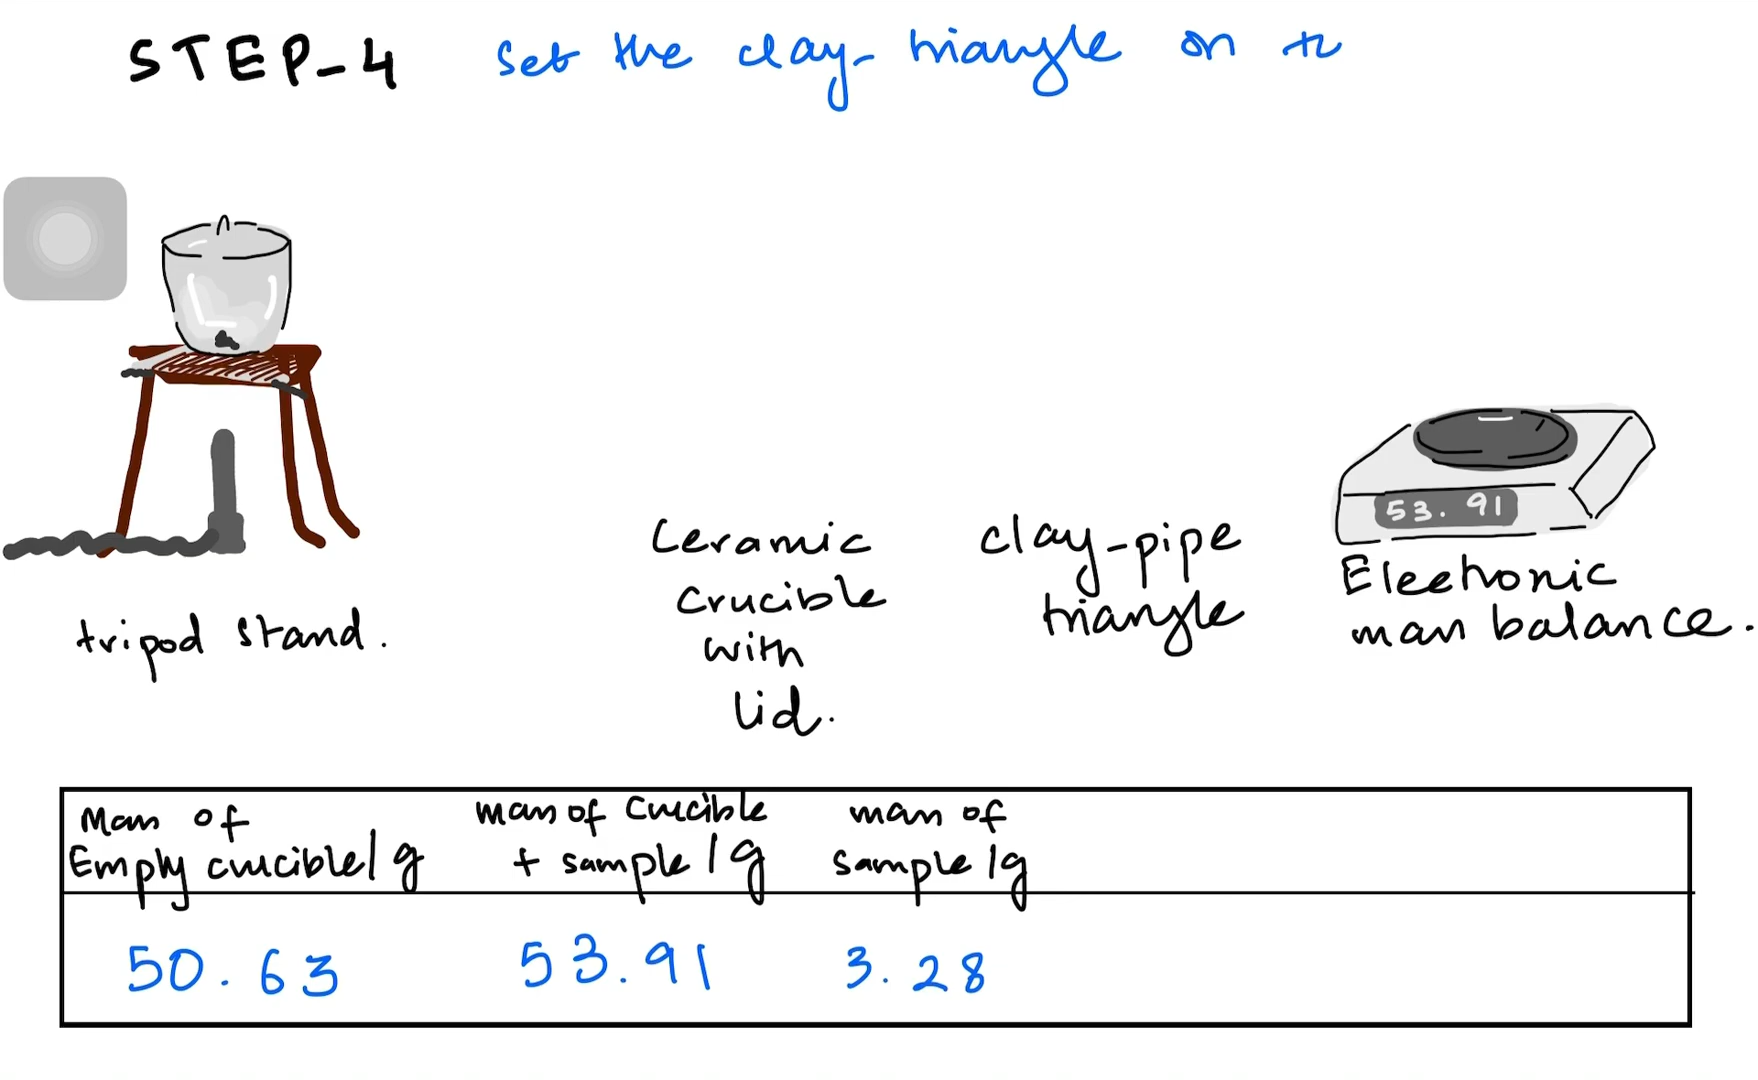 STEP-4 Set the clay-triangle on
53.91
Ceramic
crucible
with
lid.
clay-pipe
triangle
Electronic
mass balance.
tripod stand.
Mass of
Empty crucible/g
mass of crucible
+ sample/g
mass of
sample/g
50.63 53.91 3.28